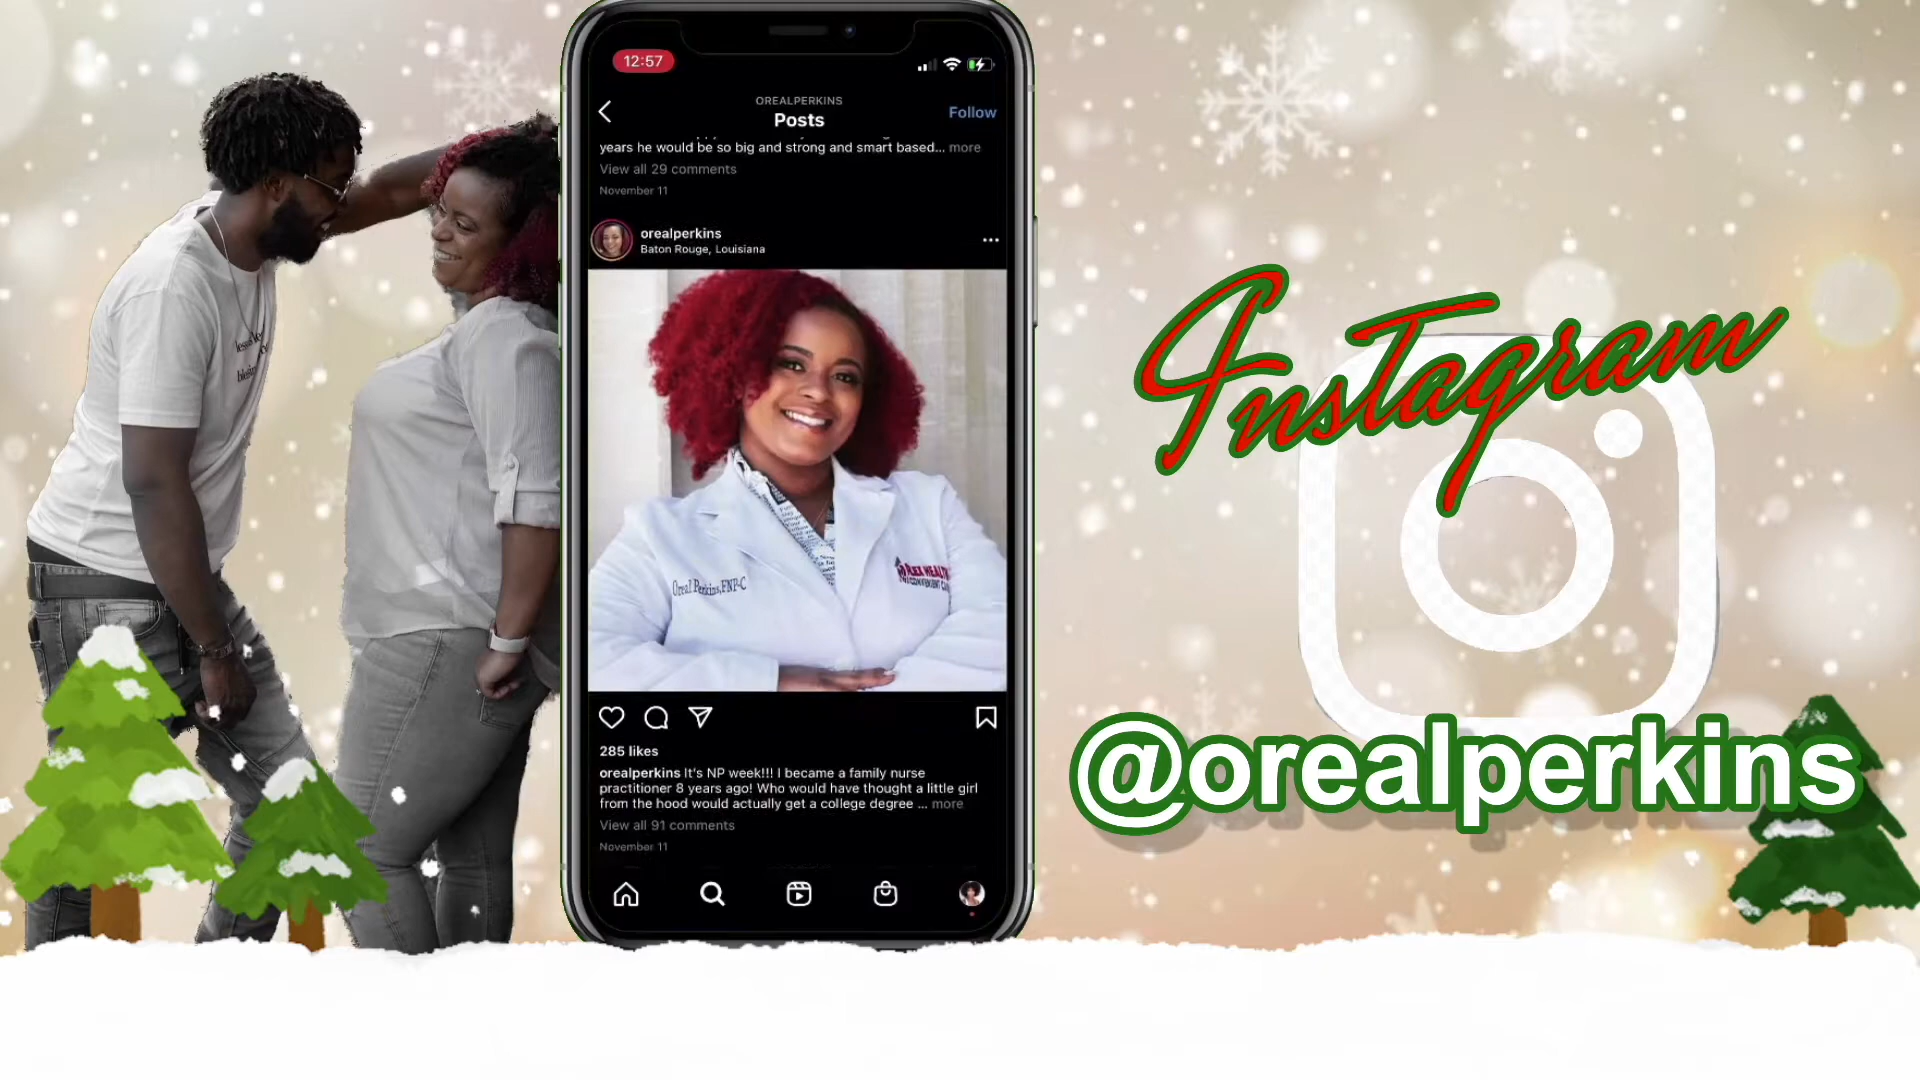 12:57
OREALPERKINS
Posts
Follow
years he would be so big and strong and smart based... more
View all 29 comments
November 11
orealperkins
Baton Rouge, Louisiana
Oreal Perkins, FNP-C
285 likes
orealperkins It's NP week!!! I became a family nurse
practitioner 8 years ago! Who would have thought a little girl
from the hood would actually get a college degree ... more
View all 91 comments
November 11
Instagram
@orealperkins